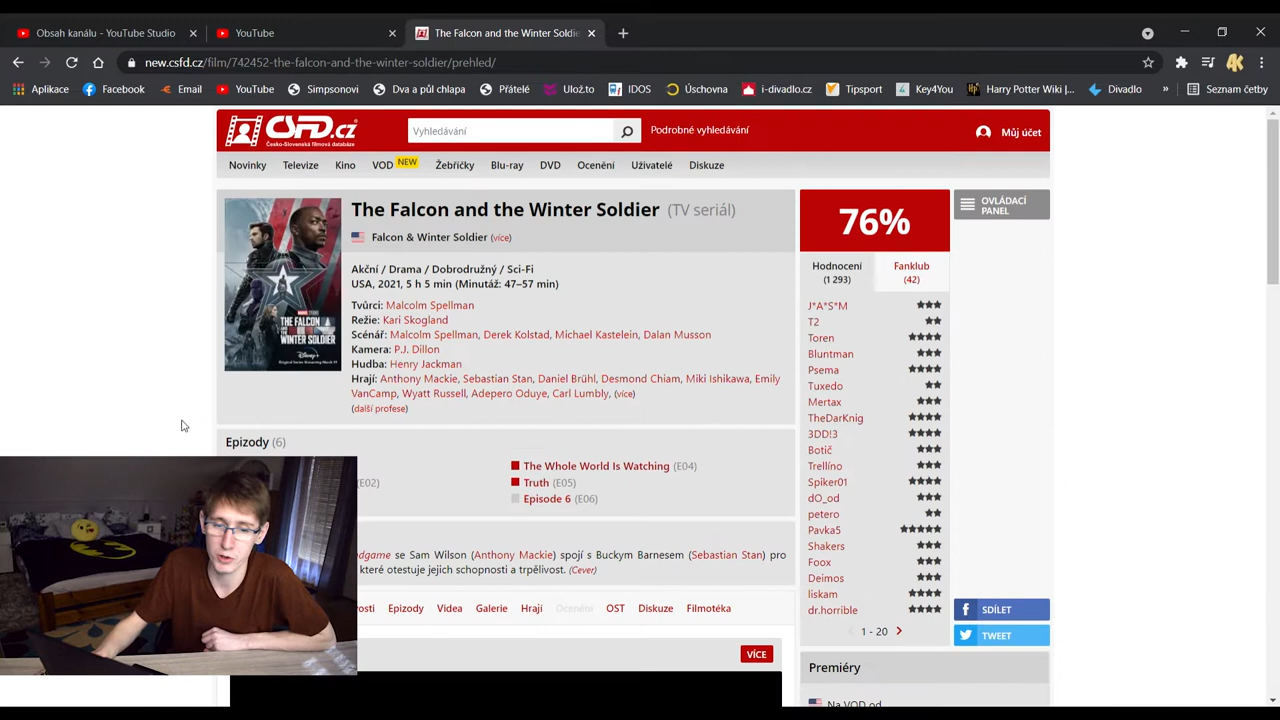 Obsah kanálu - YouTube Studio
YouTube
The Falcon and the Winter Soldie
new.csfd.cz/film/742452-the-falcon-and-the-winter-soldier/prehled/
Aplikace
Facebook
Email
YouTube
Simpsonovi
Dva a půl chlapa
Přátelé
Ulož.to
IDOS
Úschovna
i-divadlo.cz
Tipsport
Key4You
Harry Potter Wiki |...
Divadlo
»
Seznam četby
ČSFD.cz
Česko-Slovenská filmová databáze
Vyhledávání
Podrobné vyhledávání
Můj účet
Novinky
Televize
Kino
VOD NEW
Žebříčky
Blu-ray
DVD
Ocenění
Uživatelé
Diskuze
The Falcon and the Winter Soldier (TV seriál)
Falcon & Winter Soldier (více)
Akční / Drama / Dobrodružný / Sci-Fi
USA, 2021, 5 h 5 min (Minutáž: 47–57 min)
Tvůrci: Malcolm Spellman
Režie: Kari Skogland
Scénář: Malcolm Spellman, Derek Kolstad, Michael Kastelein, Dalan Musson
Kamera: P.J. Dillon
Hudba: Henry Jackman
Hrají: Anthony Mackie, Sebastian Stan, Daniel Brühl, Desmond Chiam, Miki Ishikawa, Emily
VanCamp, Wyatt Russell, Adepero Oduye, Carl Lumbly, (více)
(další profese)
THE FALCON
AND THE
WINTER SOLDIER
Disney+
Epizody (6)
(E02)
The Whole World Is Watching (E04)
Truth (E05)
Episode 6 (E06)
dgame se Sam Wilson (Anthony Mackie) spojí s Buckym Barnesem (Sebastian Stan) pro
které otestuje jejich schopnosti a trpělivost. (Cever)
sti
Epizody
Videa
Galerie
Hrají
Ocenění
OST
Diskuze
Filmotéka
VÍCE
76%
Hodnocení
(1 293)
Fanklub
(42)
J*A*S*M
T2
Toren
Bluntman
Psema
Tuxedo
Mertax
TheDarKnig
3DD!3
Botič
Trellino
Spiker01
dO_od
petero
Pavka5
Shakers
Foox
Deimos
liskam
dr.horrible
1 - 20
Premiéry
Na VOD od
OVLÁDACÍ
PANEL
SDÍLET
TWEET